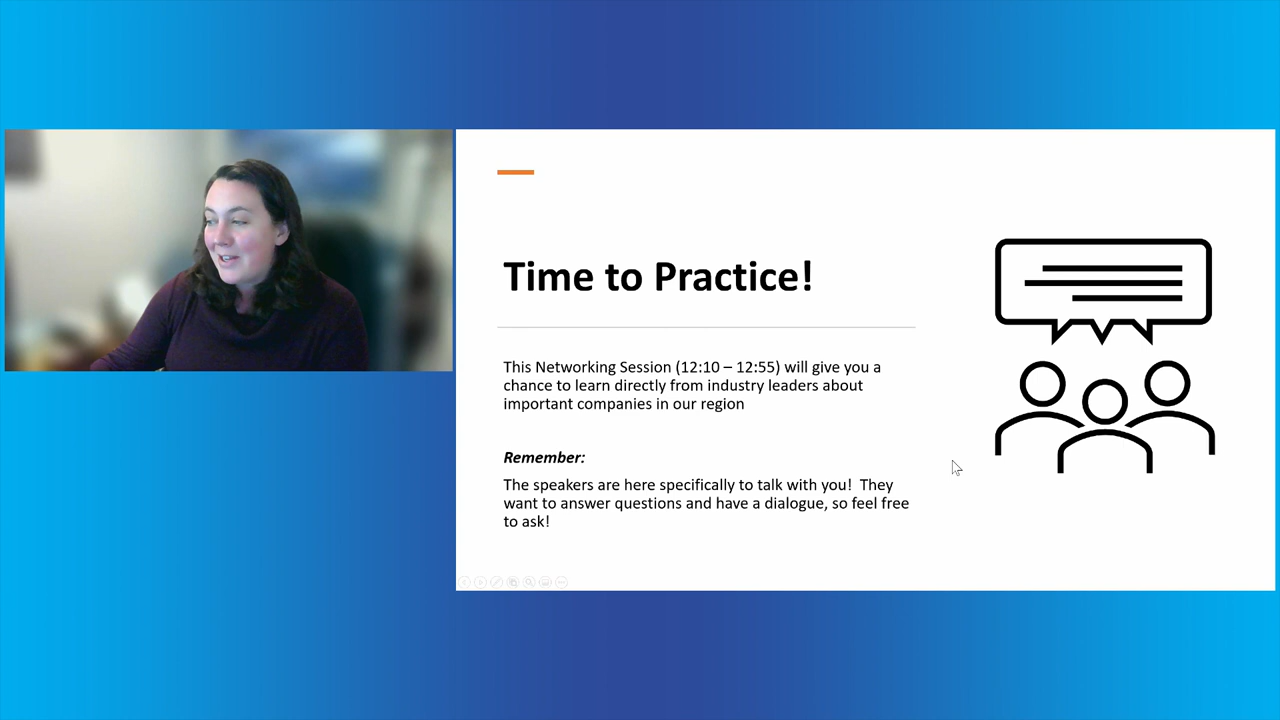 Time to Practice!
This Networking Session (12:10 – 12:55) will give you a
chance to learn directly from industry leaders about
important companies in our region
Remember:
The speakers are here specifically to talk with you!  They
want to answer questions and have a dialogue, so feel free
to ask!